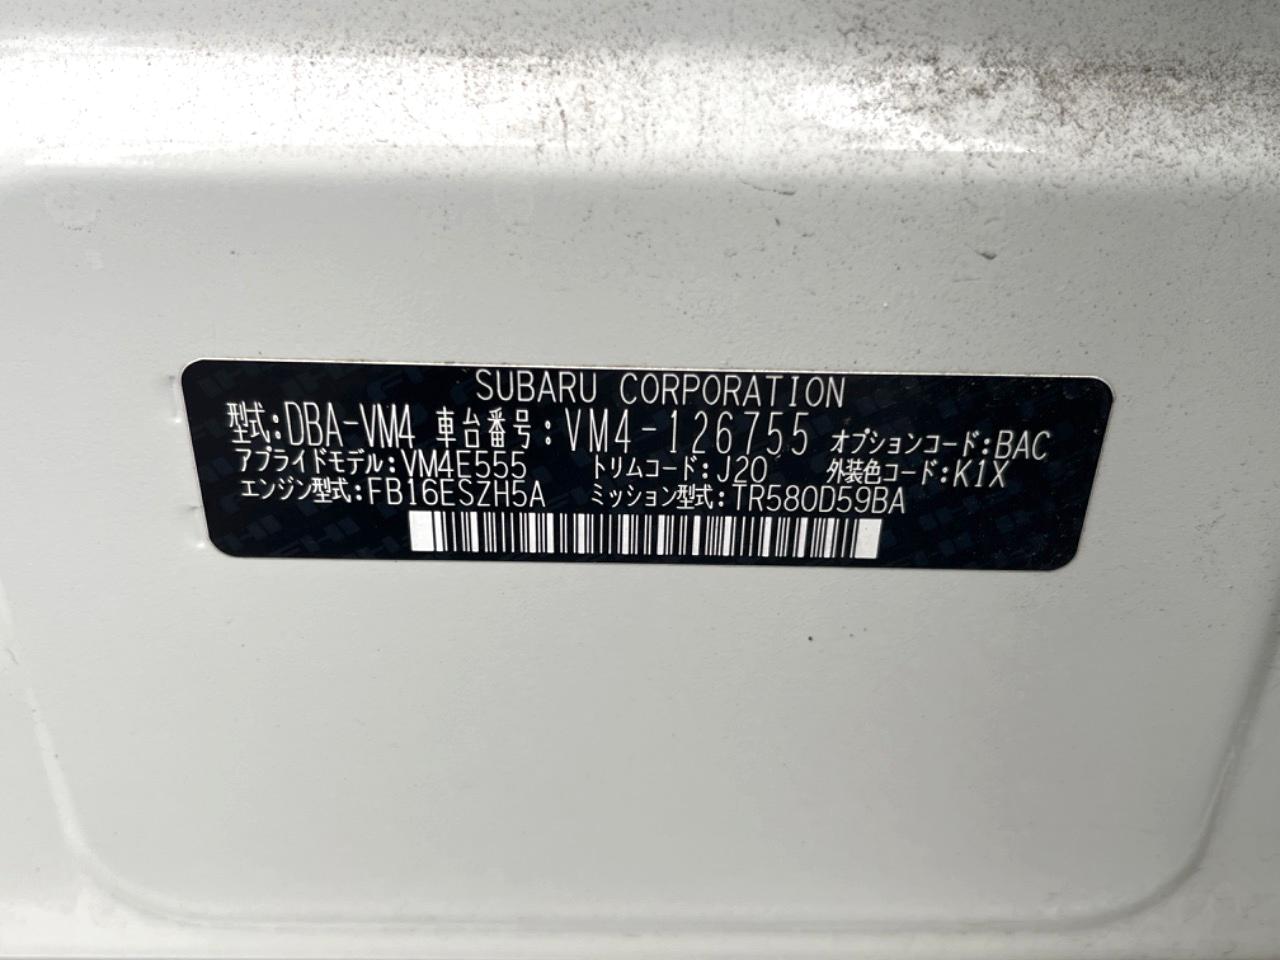 SUBARU CORPORATION
型式:DBA-VM4 車台番号:VM4-126755 オプションコード:BAC
アプライドモデル:VM4E555 トリムコード:J20 外装色コード:K1X
エンジン型式:FB16ESZH5A ミッション型式:TR580D59BA